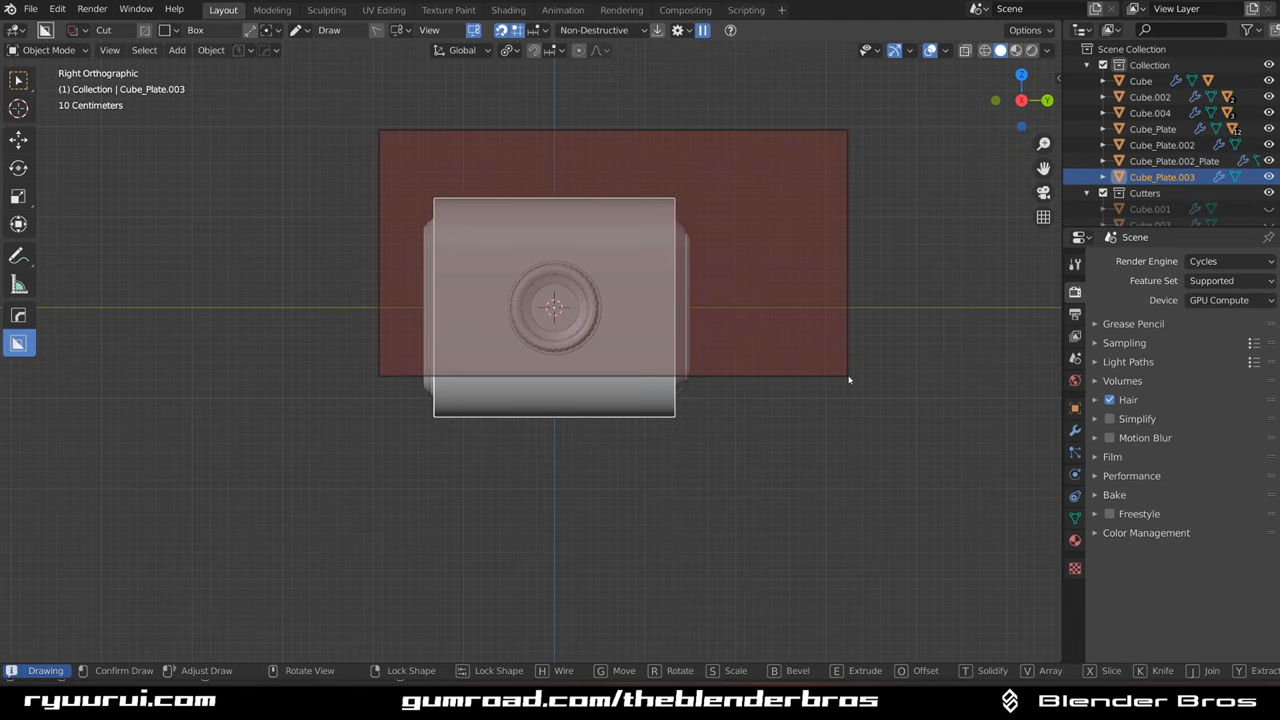 File Edit Render Window Help Layout Modeling Sculpting UV Editing Texture Paint Shading Animation Rendering Compositing Scripting + Scene View Layer
Cut Box Draw View Non-Destructive Options
Object Mode View Select Add Object Global
Right Orthographic
(1) Collection | Cube_Plate.003
10 Centimeters
Z
X
Y
Scene Collection
Collection
Cube
Cube.002 2
Cube.004 3
Cube_Plate 12
Cube_Plate.002
Cube_Plate.002_Plate
Cube_Plate.003
Cutters
Cube.001
Scene
Render Engine Cycles
Feature Set Supported
Device GPU Compute
Grease Pencil
Sampling
Light Paths
Volumes
Hair
Simplify
Motion Blur
Film
Performance
Bake
Freestyle
Color Management
Drawing Confirm Draw Adjust Draw Rotate View Lock Shape Lock Shape H Wire G Move R Rotate S Scale B Bevel E Extrude O Offset T Solidify V Array X Slice K Knife J Join Y Extract
ryuurui.com gumroad.com/theblenderbros Blender Bros